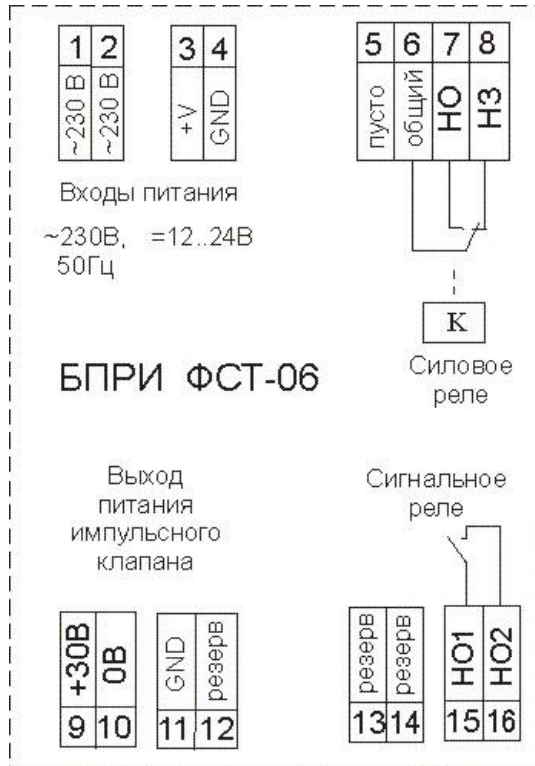 1 2 3 4 5 6 7 8
~230 В ~230 В +V GND пусто общий НО НЗ
Входы питания
~230В, =12..24В
50Гц
К
Силовое
реле
БПРИ ФСТ-06
Выход
питания
импульсного
клапана
Сигнальное
реле
+30В 0В GND резерв резерв резерв НО1 НО2
9 10 11 12 13 14 15 16